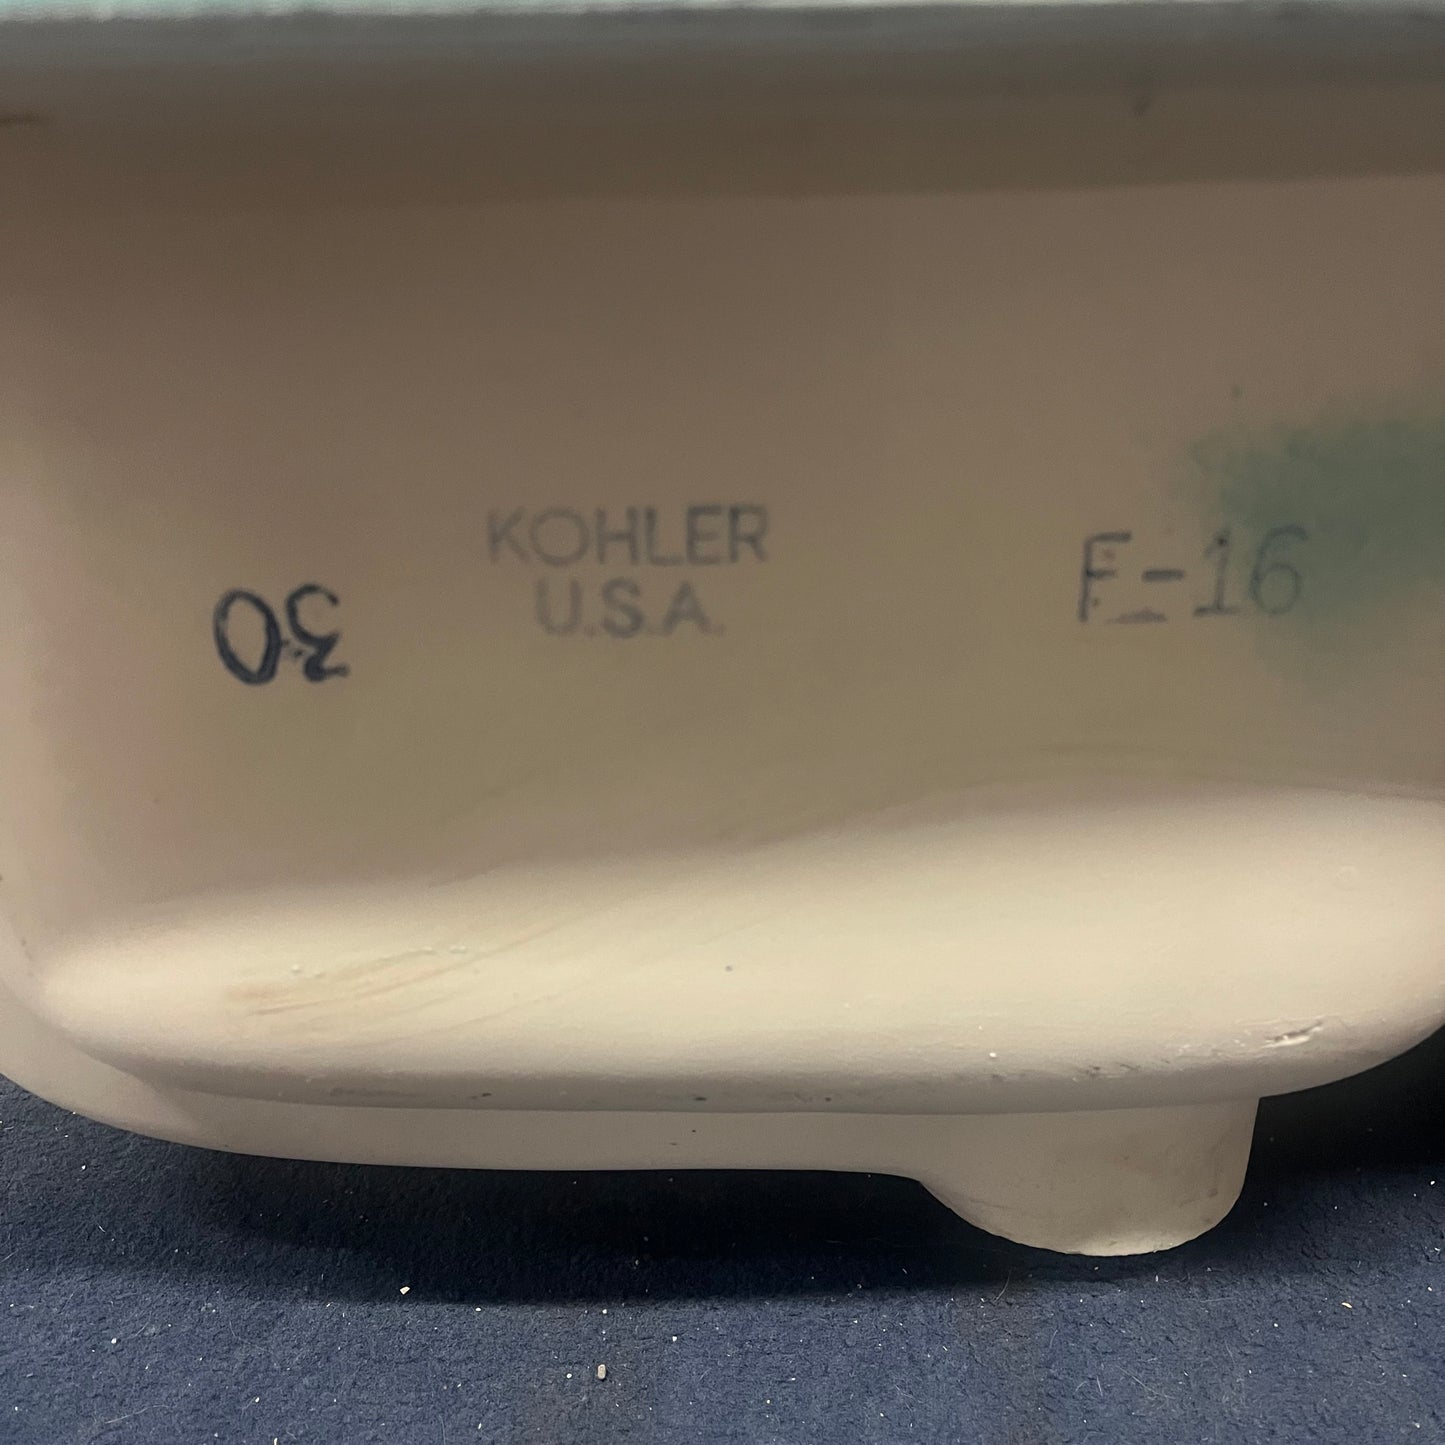 30
KOHLER
U.S.A.
F-16